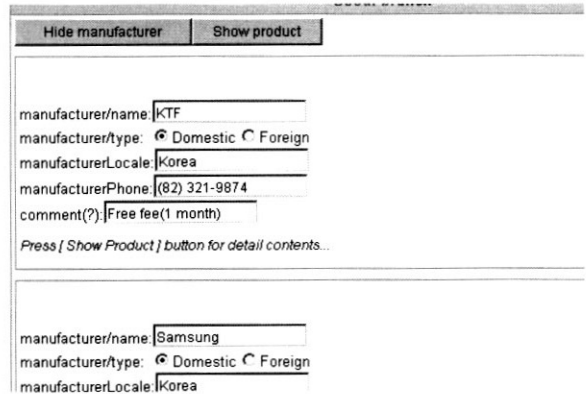 Hide manufacturer Show product
manufacturer/name: KTF
manufacturer/type: Domestic Foreign
manufacturerLocale: Korea
manufacturerPhone: (82) 321-9874
comment(?): Free fee(1 month)
Press [ Show Product ] button for detail contents...
manufacturer/name: Samsung
manufacturer/type: Domestic Foreign
manufacturerLocale: Korea